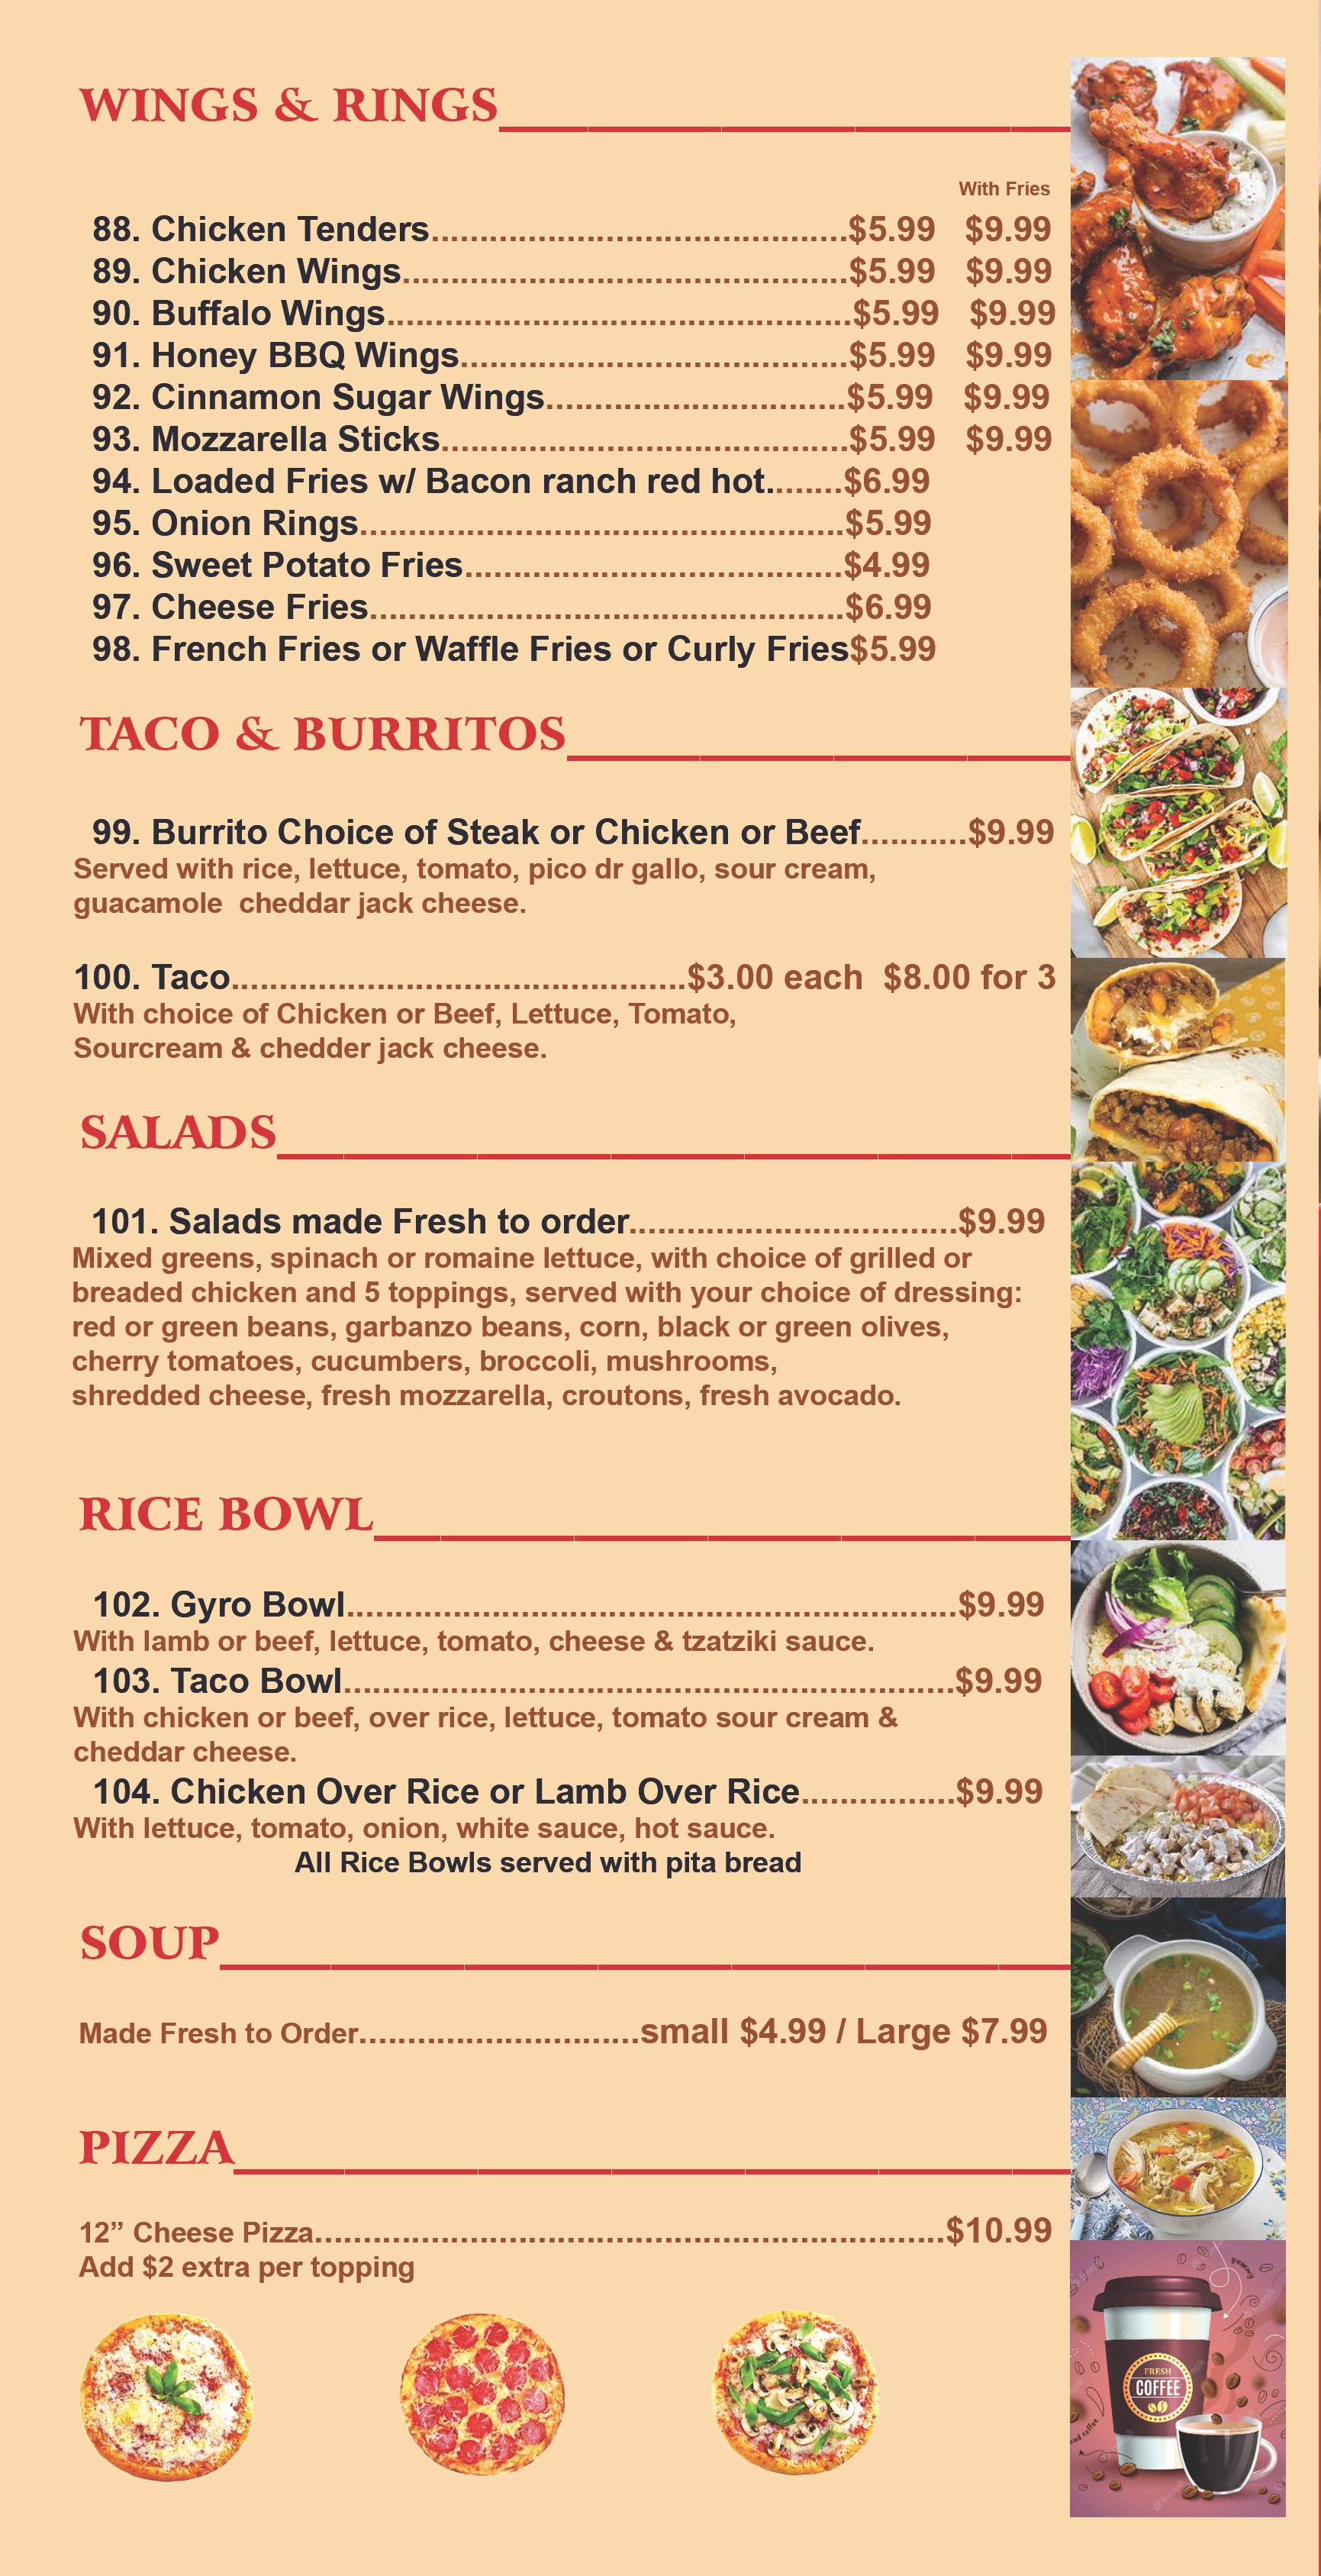 WINGS & RINGS
With Fries
88. Chicken Tenders...........................................$5.99 $9.99
89. Chicken Wings..............................................$5.99 $9.99
90. Buffalo Wings................................................$5.99 $9.99
91. Honey BBQ Wings........................................$5.99 $9.99
92. Cinnamon Sugar Wings...............................$5.99 $9.99
93. Mozzarella Sticks..........................................$5.99 $9.99
94. Loaded Fries w/ Bacon ranch red hot........$6.99
95. Onion Rings..................................................$5.99
96. Sweet Potato Fries.......................................$4.99
97. Cheese Fries.................................................$6.99
98. French Fries or Waffle Fries or Curly Fries$5.99
TACO & BURRITOS
99. Burrito Choice of Steak or Chicken or Beef...........$9.99
Served with rice, lettuce, tomato, pico dr gallo, sour cream,
guacamole cheddar jack cheese.
100. Taco...............................................$3.00 each $8.00 for 3
With choice of Chicken or Beef, Lettuce, Tomato,
Sourcream & chedder jack cheese.
SALADS
101. Salads made Fresh to order..................................$9.99
Mixed greens, spinach or romaine lettuce, with choice of grilled or
breaded chicken and 5 toppings, served with your choice of dressing:
red or green beans, garbanzo beans, corn, black or green olives,
cherry tomatoes, cucumbers, broccoli, mushrooms,
shredded cheese, fresh mozzarella, croutons, fresh avocado.
RICE BOWL
102. Gyro Bowl...............................................................$9.99
With lamb or beef, lettuce, tomato, cheese & tzatziki sauce.
103. Taco Bowl...............................................................$9.99
With chicken or beef, over rice, lettuce, tomato sour cream &
cheddar cheese.
104. Chicken Over Rice or Lamb Over Rice................$9.99
With lettuce, tomato, onion, white sauce, hot sauce.
All Rice Bowls served with pita bread
SOUP
Made Fresh to Order.............................small $4.99 / Large $7.99
PIZZA
12” Cheese Pizza.................................................................$10.99
Add $2 extra per topping
yummy
FRESH
COFFEE